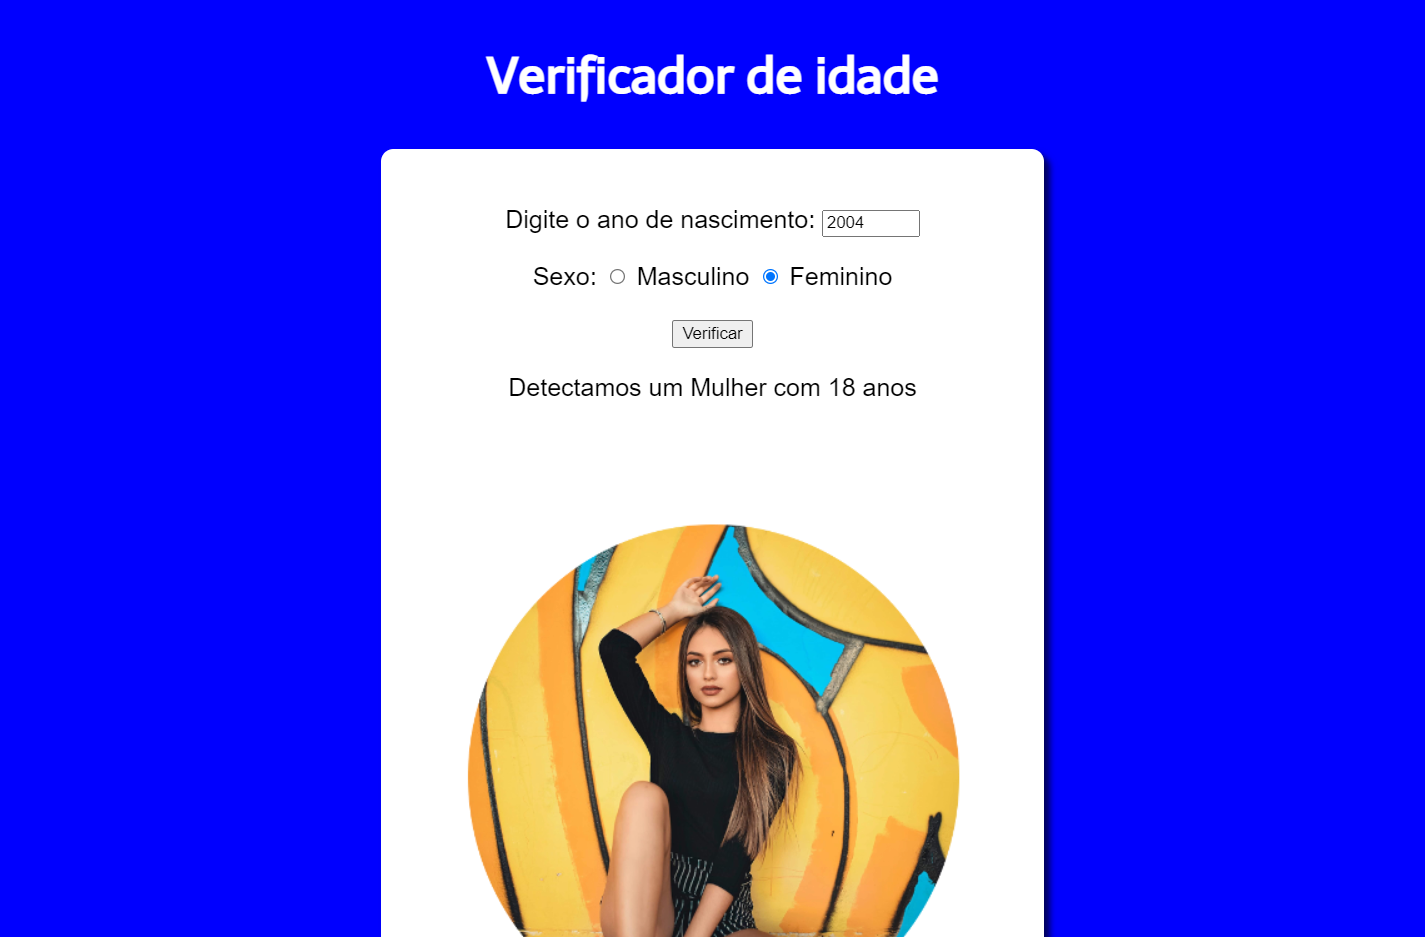 Verificador de idade
Digite o ano de nascimento: 2004
Sexo: Masculino Feminino
Verificar
Detectamos um Mulher com 18 anos